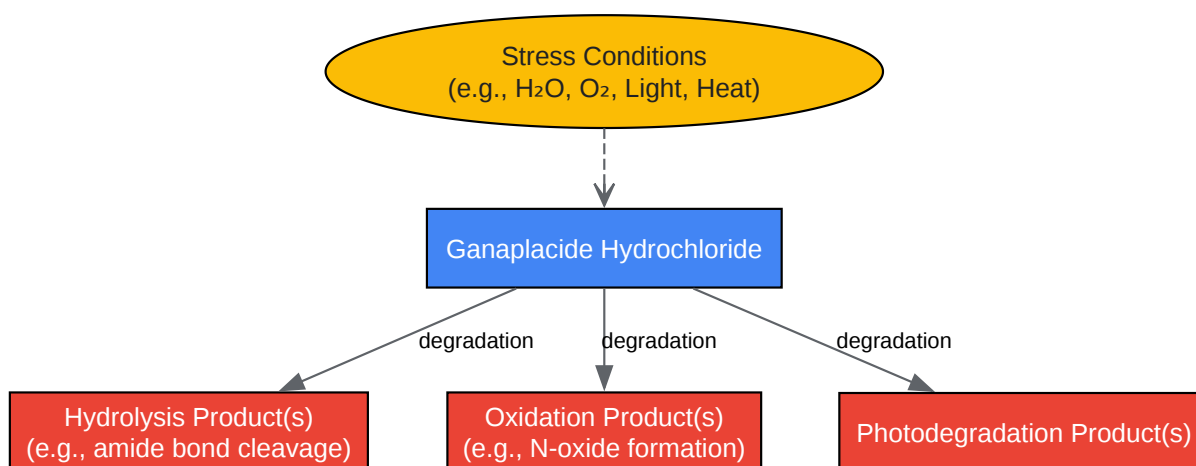 Stress Conditions
(e.g., H₂O, O₂, Light, Heat)
Ganaplacide Hydrochloride
degradation
degradation
degradation
Hydrolysis Product(s)
(e.g., amide bond cleavage)
Oxidation Product(s)
(e.g., N-oxide formation)
Photodegradation Product(s)